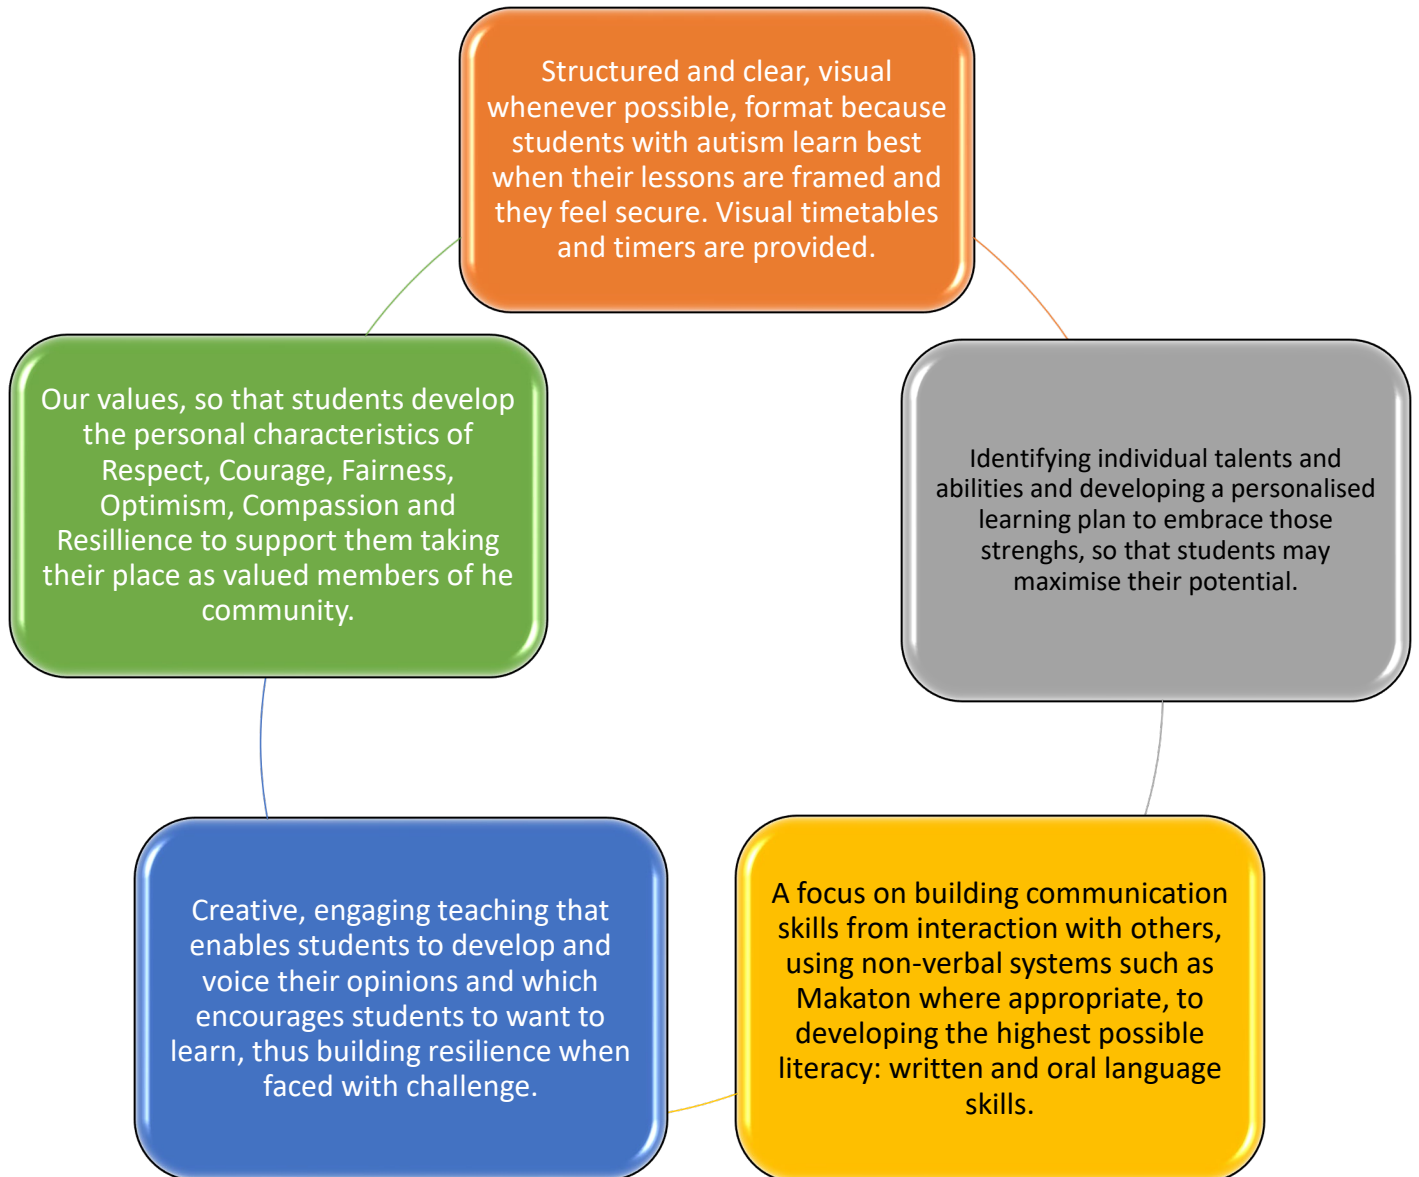 Structured and clear, visual
whenever possible, format because
students with autism learn best
when their lessons are framed and
they feel secure. Visual timetables
and timers are provided.
Identifying individual talents and
abilities and developing a personalised
learning plan to embrace those
strenghs, so that students may
maximise their potential.
A focus on building communication
skills from interaction with others,
using non-verbal systems such as
Makaton where appropriate, to
developing the highest possible
literacy: written and oral language
skills.
Creative, engaging teaching that
enables students to develop and
voice their opinions and which
encourages students to want to
learn, thus building resilience when
faced with challenge.
Our values, so that students develop
the personal characteristics of
Respect, Courage, Fairness,
Optimism, Compassion and
Resillience to support them taking
their place as valued members of he
community.